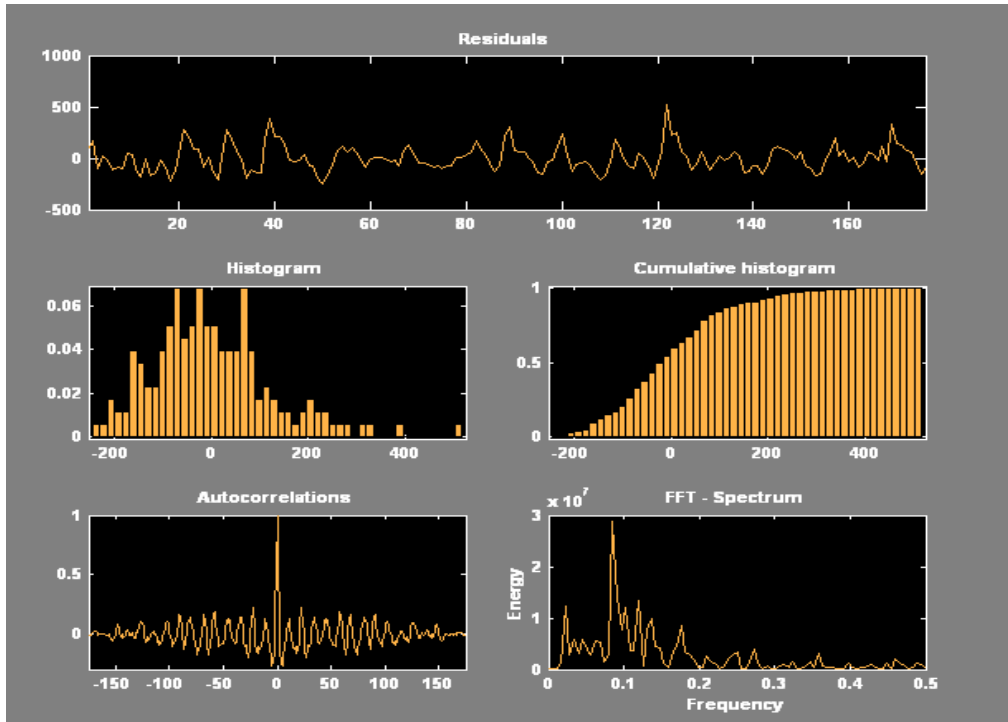 Residuals
1000
500
0
-500
20 40 60 80 100 120 140 160
Histogram
0.06
0.04
0.02
0
-200 0 200 400
Cumulative histogram
1
0.5
0
-200 0 200 400
Autocorrelations
1
0.5
0
-150 -100 -50 0 50 100 150
FFT - Spectrum
x 10^7
3
2
1
0
Energy
0 0.1 0.2 0.3 0.4 0.5
Frequency